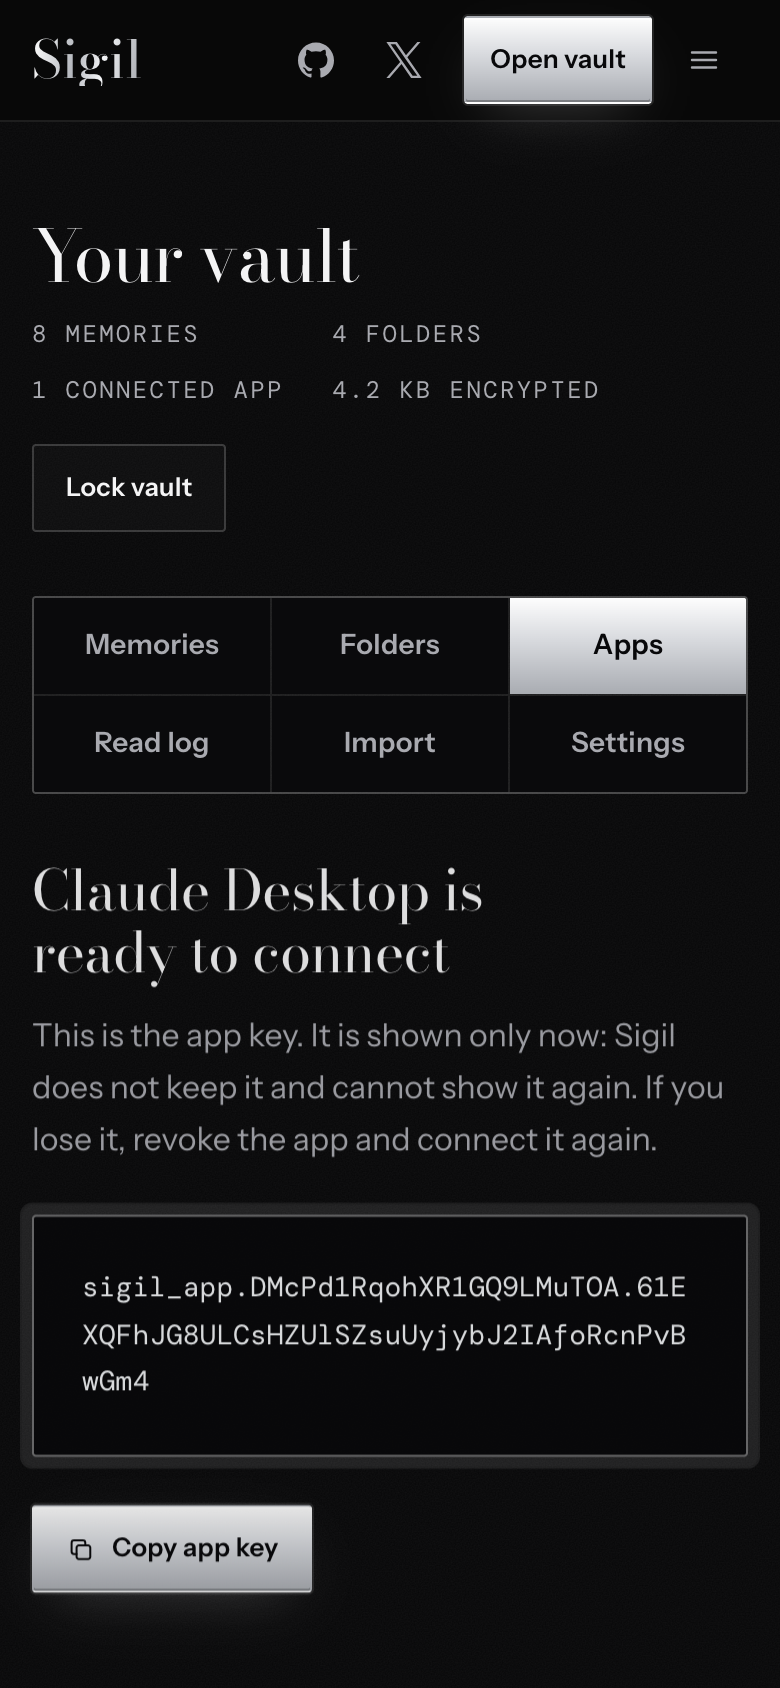 Sigil
Open vault
Your vault
8 MEMORIES
4 FOLDERS
1 CONNECTED APP
4.2 KB ENCRYPTED
Lock vault
Memories
Folders
Apps
Read log
Import
Settings
Claude Desktop is
ready to connect
This is the app key. It is shown only now: Sigil
does not keep it and cannot show it again. If you
lose it, revoke the app and connect it again.
sigil_app.DMcPd1RqohXR1GQ9LMuTOA.61E
XQFhJG8ULCsHZUlSZsuUyjybJ2IAfoRcnPvB
wGm4
Copy app key